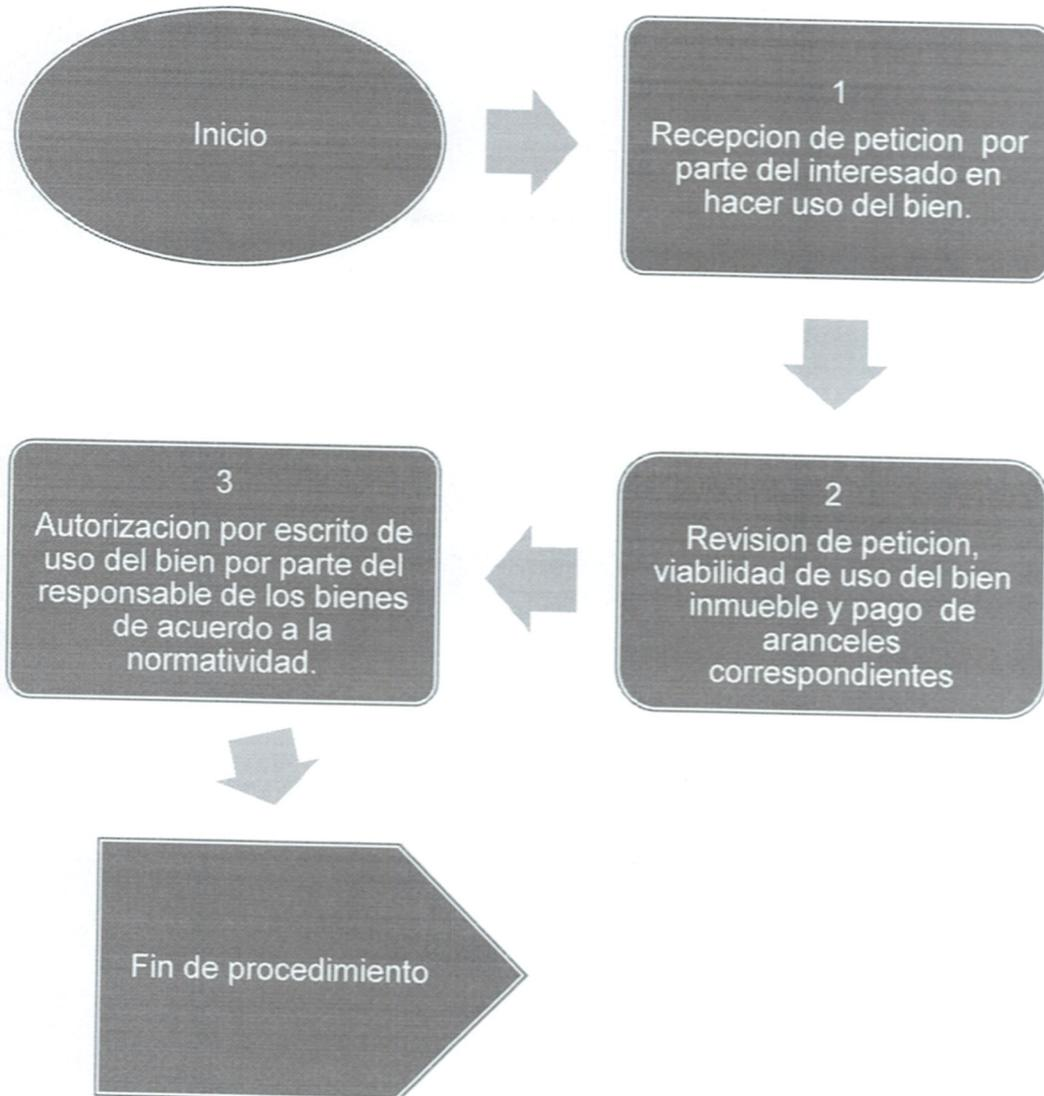 Inicio
1
Recepcion de peticion por
parte del interesado en
hacer uso del bien.
2
Revision de peticion,
viabilidad de uso del bien
inmueble y pago de
aranceles
correspondientes
3
Autorizacion por escrito de
uso del bien por parte del
responsable de los bienes
de acuerdo a la
normatividad.
Fin de procedimiento